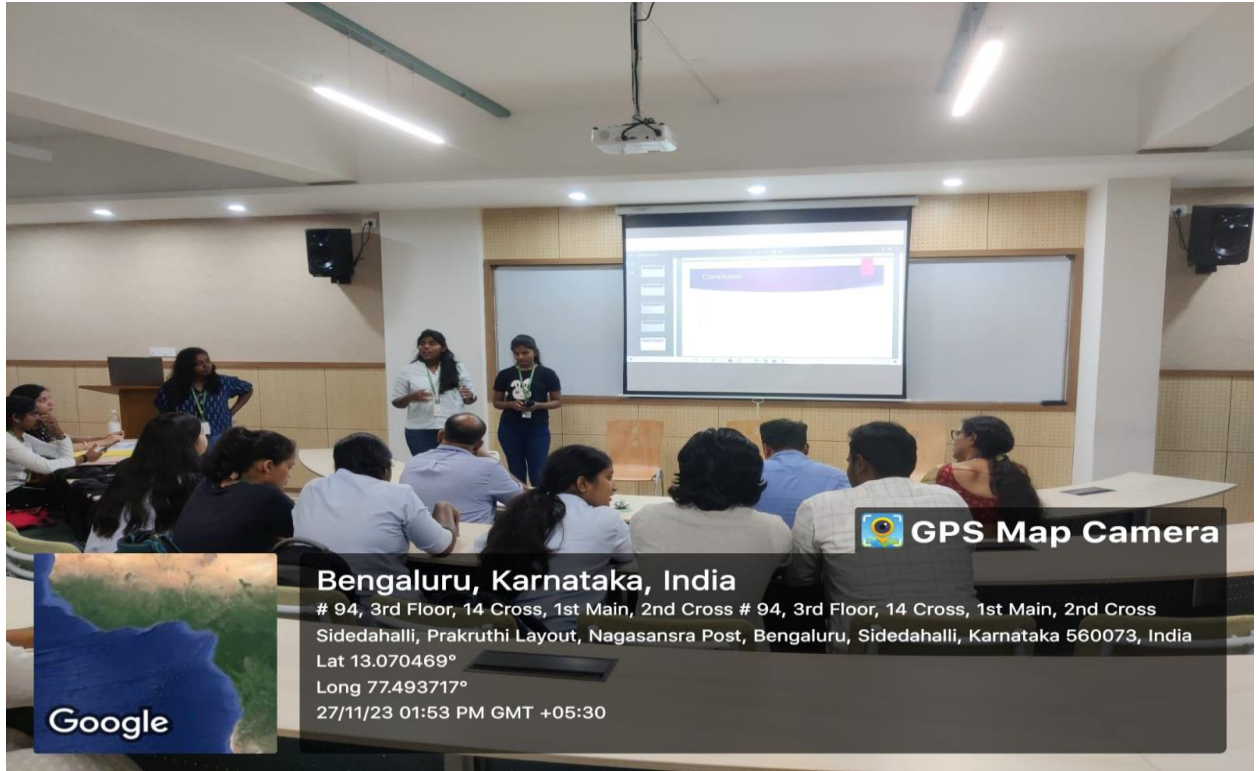 Conclusion
GPS Map Camera
Bengaluru, Karnataka, India
# 94, 3rd Floor, 14 Cross, 1st Main, 2nd Cross # 94, 3rd Floor, 14 Cross, 1st Main, 2nd Cross
Sidedahalli, Prakruthi Layout, Nagasansra Post, Bengaluru, Sidedahalli, Karnataka 560073, India
Lat 13.070469°
Long 77.493717°
27/11/23 01:53 PM GMT +05:30
Google